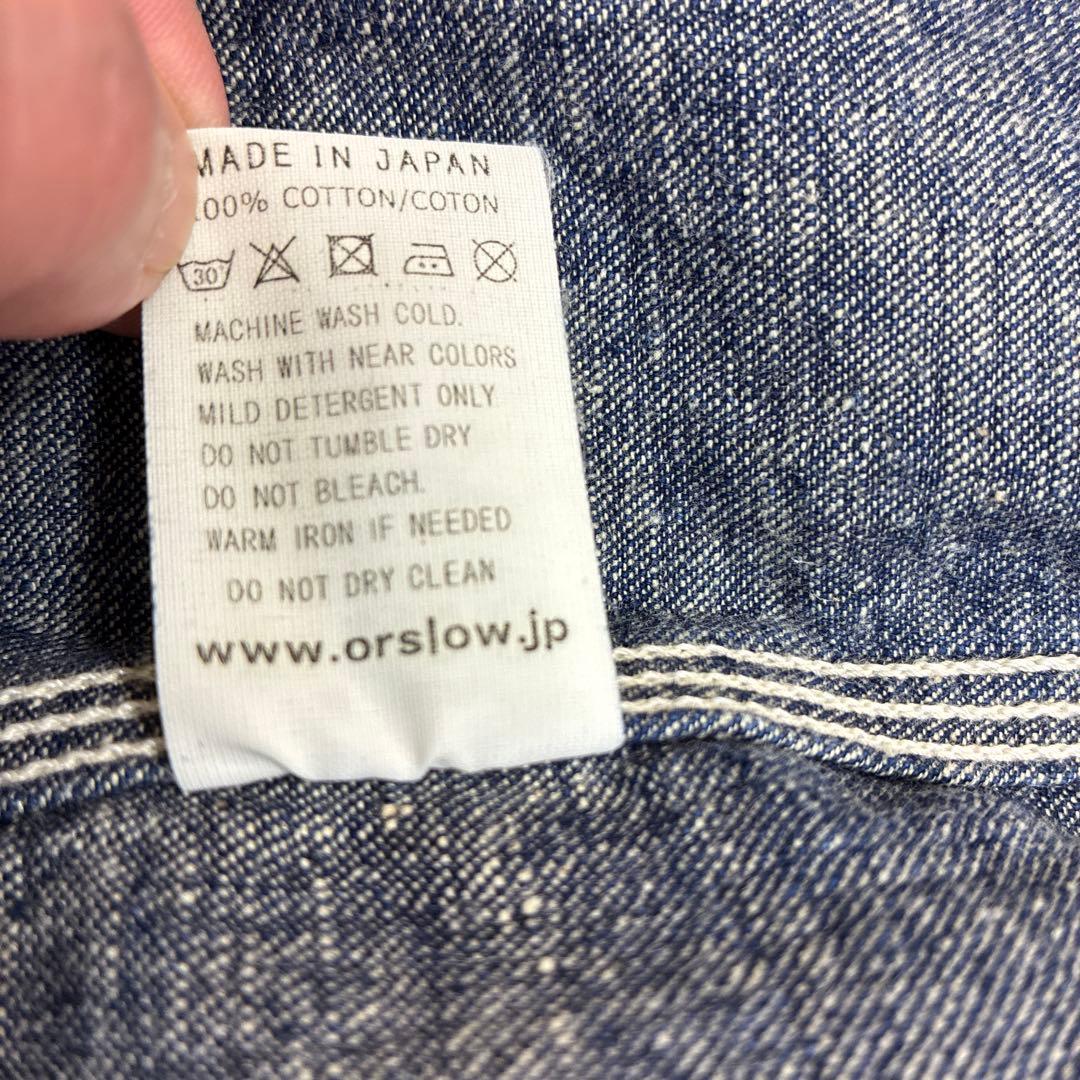 MADE IN JAPAN
100% COTTON/COTON
30
MACHINE WASH COLD.
WASH WITH NEAR COLORS
MILD DETERGENT ONLY
DO NOT TUMBLE DRY
DO NOT BLEACH.
WARM IRON IF NEEDED
DO NOT DRY CLEAN
www.orslow.jp